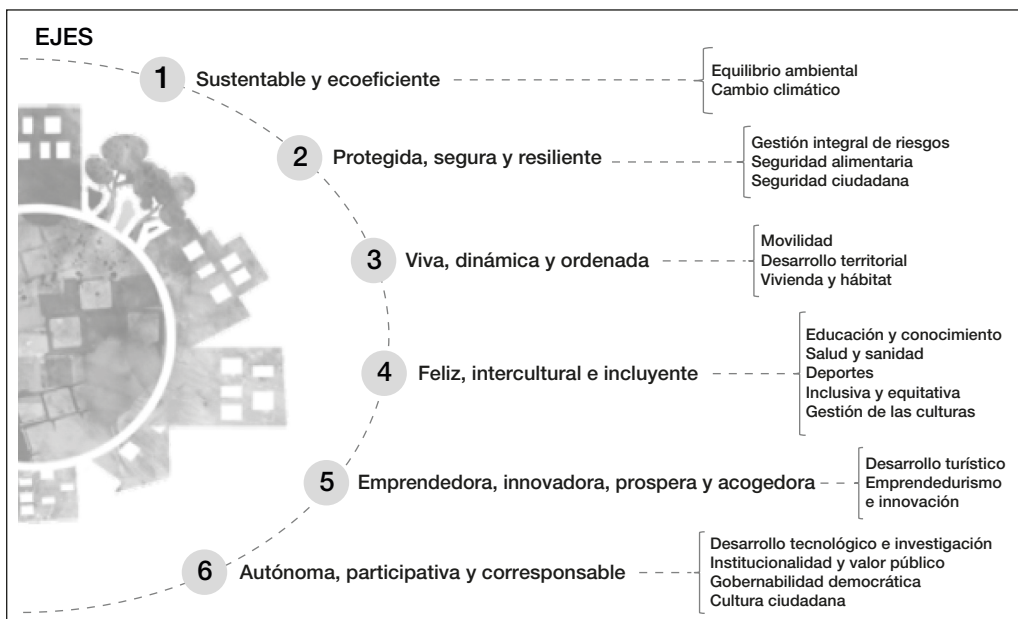 EJES
1 Sustentable y ecoeficiente
Equilibrio ambiental
Cambio climático
2 Protegida, segura y resiliente
Gestión integral de riesgos
Seguridad alimentaria
Seguridad ciudadana
3 Viva, dinámica y ordenada
Movilidad
Desarrollo territorial
Vivienda y hábitat
4 Feliz, intercultural e incluyente
Educación y conocimiento
Salud y sanidad
Deportes
Inclusiva y equitativa
Gestión de las culturas
5 Emprendedora, innovadora, prospera y acogedora
Desarrollo turístico
Emprendedurismo
e innovación
6 Autónoma, participativa y corresponsable
Desarrollo tecnológico e investigación
Institucionalidad y valor público
Gobernabilidad democrática
Cultura ciudadana